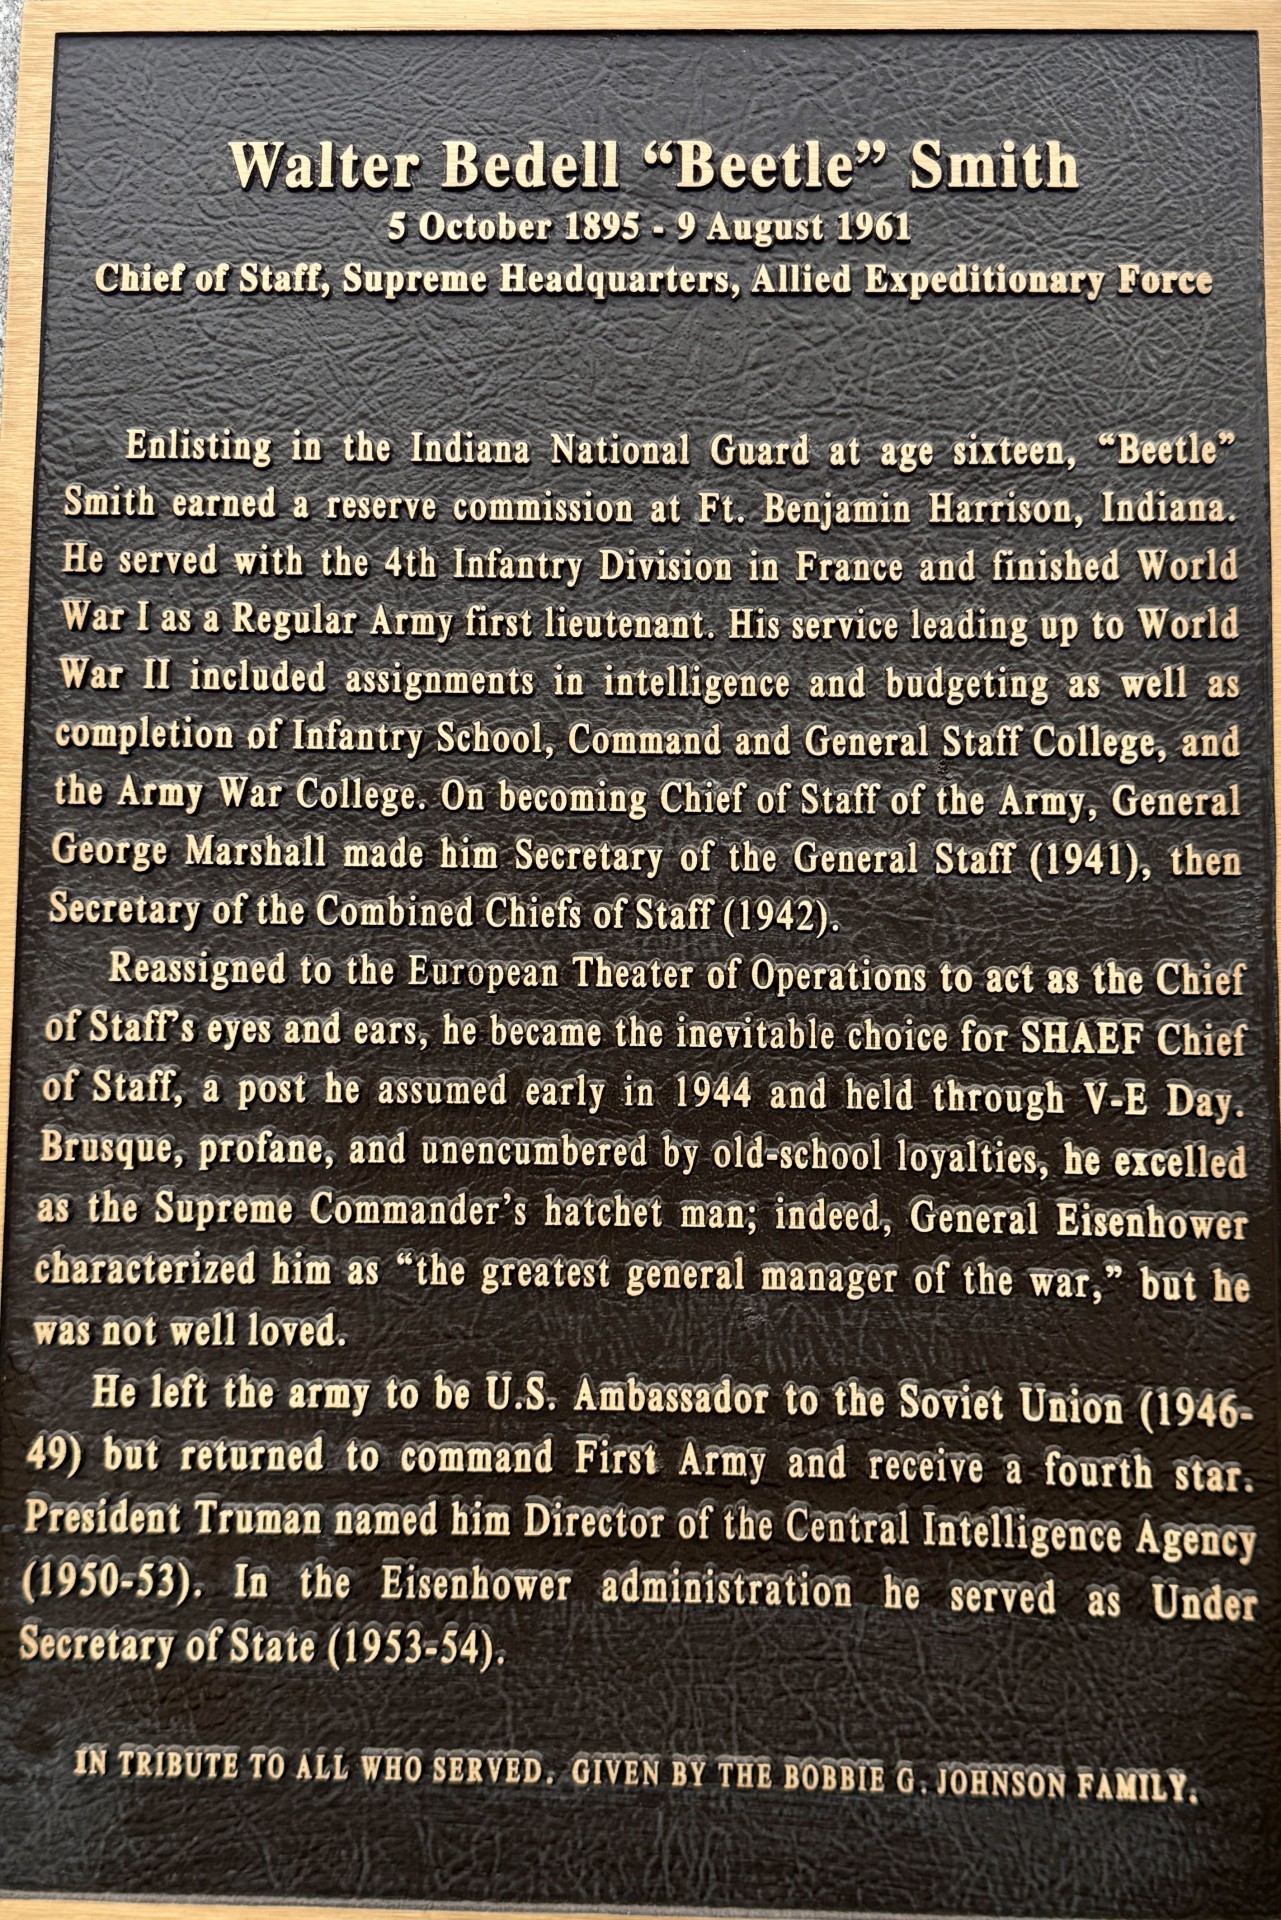 Walter Bedell “Beetle” Smith
5 October 1895 - 9 August 1961
Chief of Staff, Supreme Headquarters, Allied Expeditionary Force
Enlisting in the Indiana National Guard at age sixteen, “Beetle”
Smith earned a reserve commission at Ft. Benjamin Harrison, Indiana.
He served with the 4th Infantry Division in France and finished World
War I as a Regular Army first lieutenant. His service leading up to World
War II included assignments in intelligence and budgeting as well as
completion of Infantry School, Command and General Staff College, and
the Army War College. On becoming Chief of Staff of the Army, General
George Marshall made him Secretary of the General Staff (1941), then
Secretary of the Combined Chiefs of Staff (1942).
Reassigned to the European Theater of Operations to act as the Chief
of Staff’s eyes and ears, he became the inevitable choice for SHAEF Chief
of Staff, a post he assumed early in 1944 and held through V-E Day.
Brusque, profane, and unencumbered by old-school loyalties, he excelled
as the Supreme Commander’s hatchet man; indeed, General Eisenhower
characterized him as “the greatest general manager of the war,” but he
was not well loved.
He left the army to be U.S. Ambassador to the Soviet Union (1946-
49) but returned to command First Army and receive a fourth star.
President Truman named him Director of the Central Intelligence Agency
(1950-53). In the Eisenhower administration he served as Under
Secretary of State (1953-54).
IN TRIBUTE TO ALL WHO SERVED. GIVEN BY THE BOBBIE G. JOHNSON FAMILY.